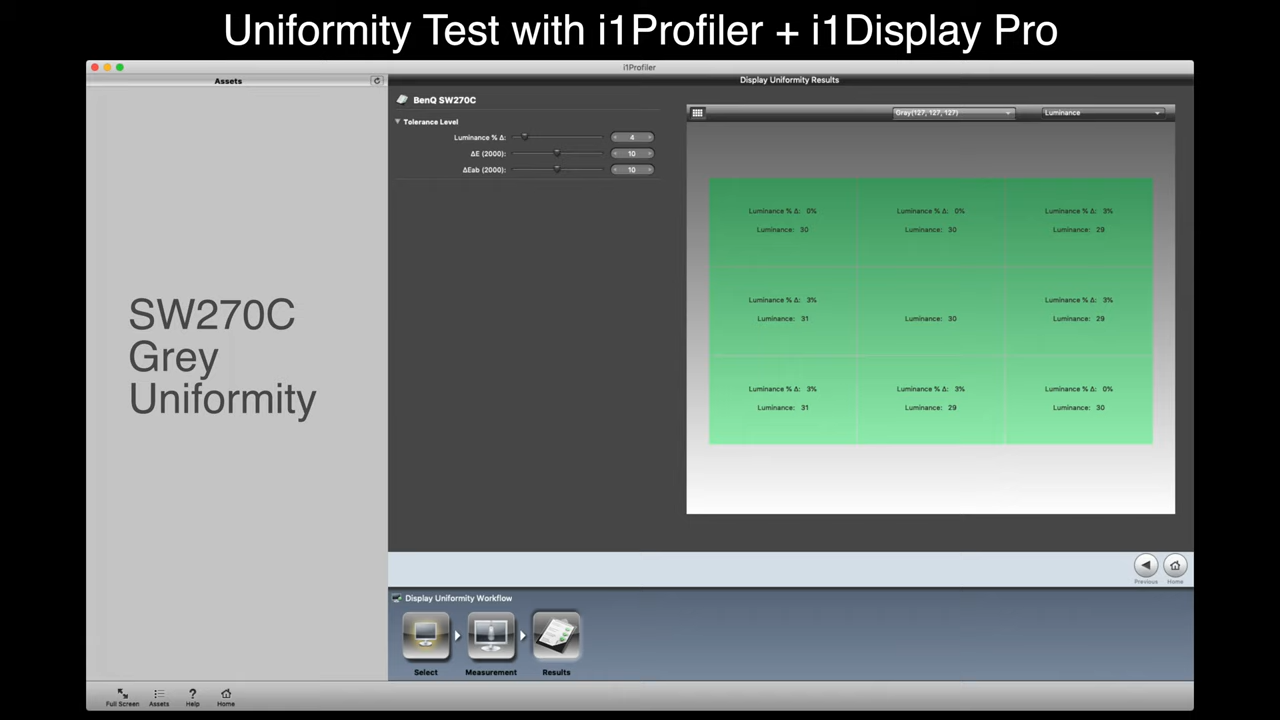 Uniformity Test with i1Profiler + i1Display Pro
i1Profiler
Assets
Display Uniformity Results
BenQ SW270C
Tolerance Level
Luminance % Δ: 4
ΔE (2000): 10
ΔEab (2000): 10
Gray(127, 127, 127) Luminance
Luminance % Δ: 0% Luminance % Δ: 0% Luminance % Δ: 3%
Luminance: 30 Luminance: 30 Luminance: 29
Luminance % Δ: 3% Luminance % Δ: 3%
Luminance: 31 Luminance: 30 Luminance: 29
Luminance % Δ: 3% Luminance % Δ: 3% Luminance % Δ: 0%
Luminance: 31 Luminance: 29 Luminance: 30
SW270C
Grey
Uniformity
Previous Home
Display Uniformity Workflow
Select Measurement Results
Full Screen Assets Help Home